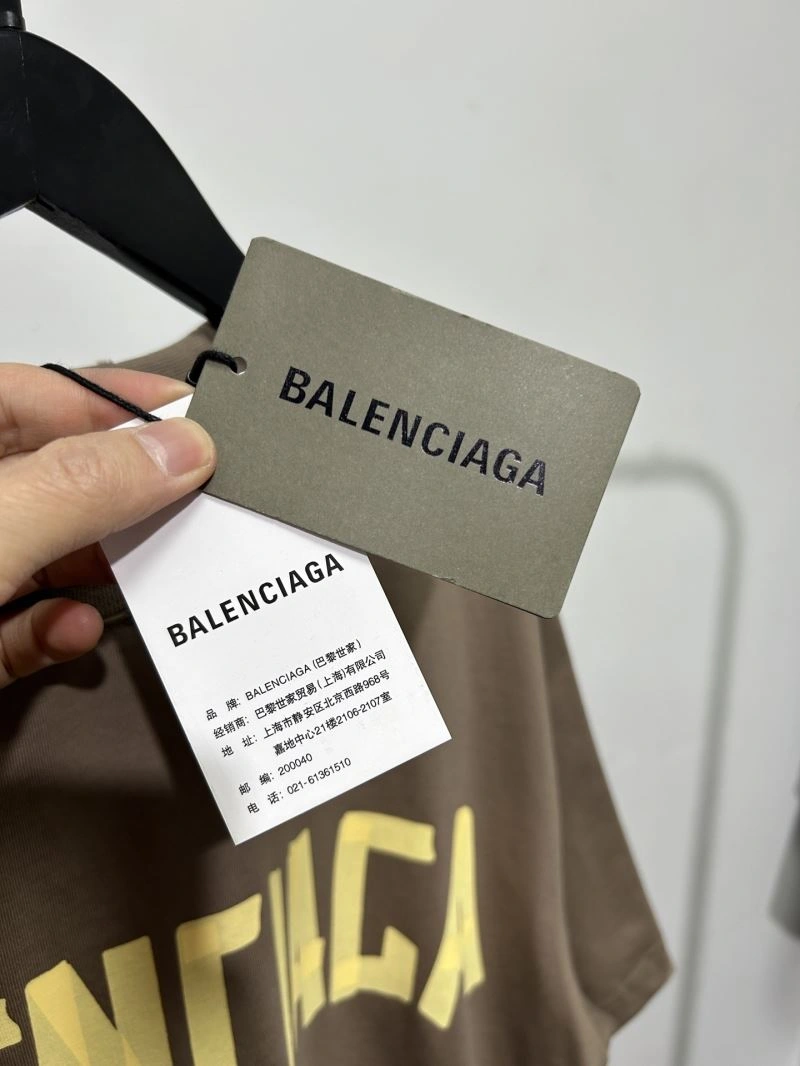 BALENCIAGA
BALENCIAGA
品 牌: BALENCIAGA (巴黎世家)
经销商: 巴黎世家贸易(上海)有限公司
地 址: 上海市静安区北京西路968号
嘉地中心21楼2106-2107室
邮 编: 200040
电 话: 021-61361510
ENCIAGA